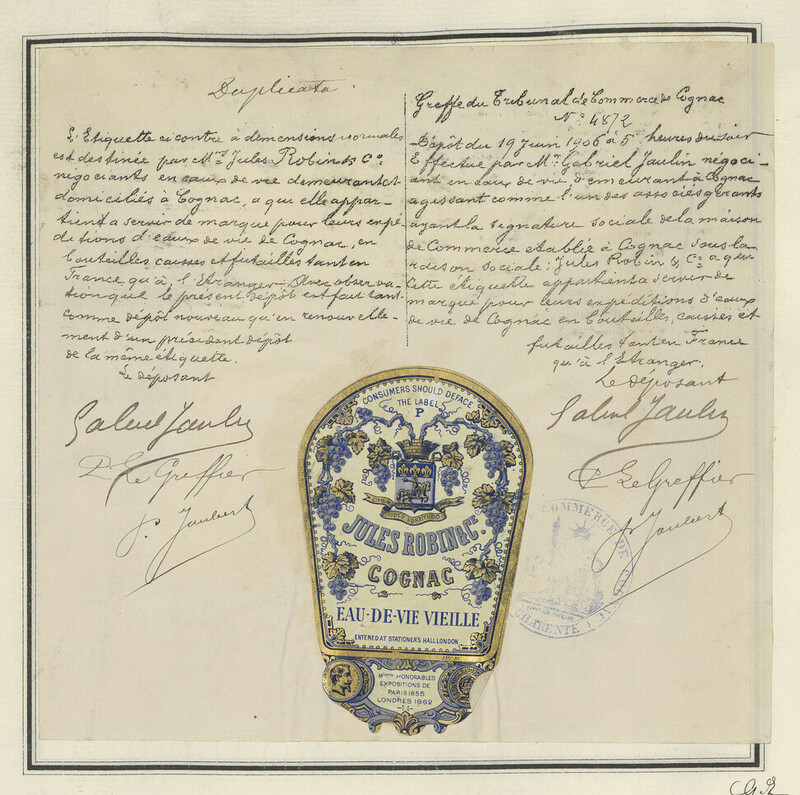 Duplicata.
L'Etiquette ci contre à dimensions normales
est destinée par Mrs Jules Robin & Co
négociants en eaux de vie demeurant et
domiciliés à Cognac, a qui elle appar-
tient a servir de marque pour leurs expé-
ditions d'eaux de vie de Cognac, en
bouteilles caisses et futailles tant en
France qu'à l'Etranger. Avec observa-
tion que le présent dépôt est fait tant
comme dépôt nouveau qu'en renouvelle-
ment d'un précédent dépôt
de la même étiquette.
Le déposant
Gabriel Jaulin
P. Le Greffier
P. Joubert
Greffe du Tribunal de Commerce de Cognac
No 4872
Dépôt du 19 Juin 1906 à 5 heures du soir
Effectué par Mr Gabriel Jaulin négoci-
ant en eaux de vie demeurant à Cognac
agissant comme l'un des associés gérants
ayant la signature sociale de la maison
de Commerce etablie à Cognac sous la
raison sociale: Jules Robin & Co a qui
cette étiquette appartient a servir de
marque pour leurs expéditions d'eaux
de vie de Cognac en bouteilles, caisses et
futailles tant en France
qu'à l'Etranger.
Le déposant
Gabriel Jaulin
P. Le Greffier
P. Joubert
COMMERCE DE
CHARENTE
CONSUMERS SHOULD DEFACE
THE LABEL
P
JULES ROBIN & Co.
COGNAC
EAU-DE-VIE VIEILLE
ENTERED AT STATIONER'S HALL LONDON
HONORABLES
EXPOSITIONS DE
PARIS 1855
LONDRES 1862